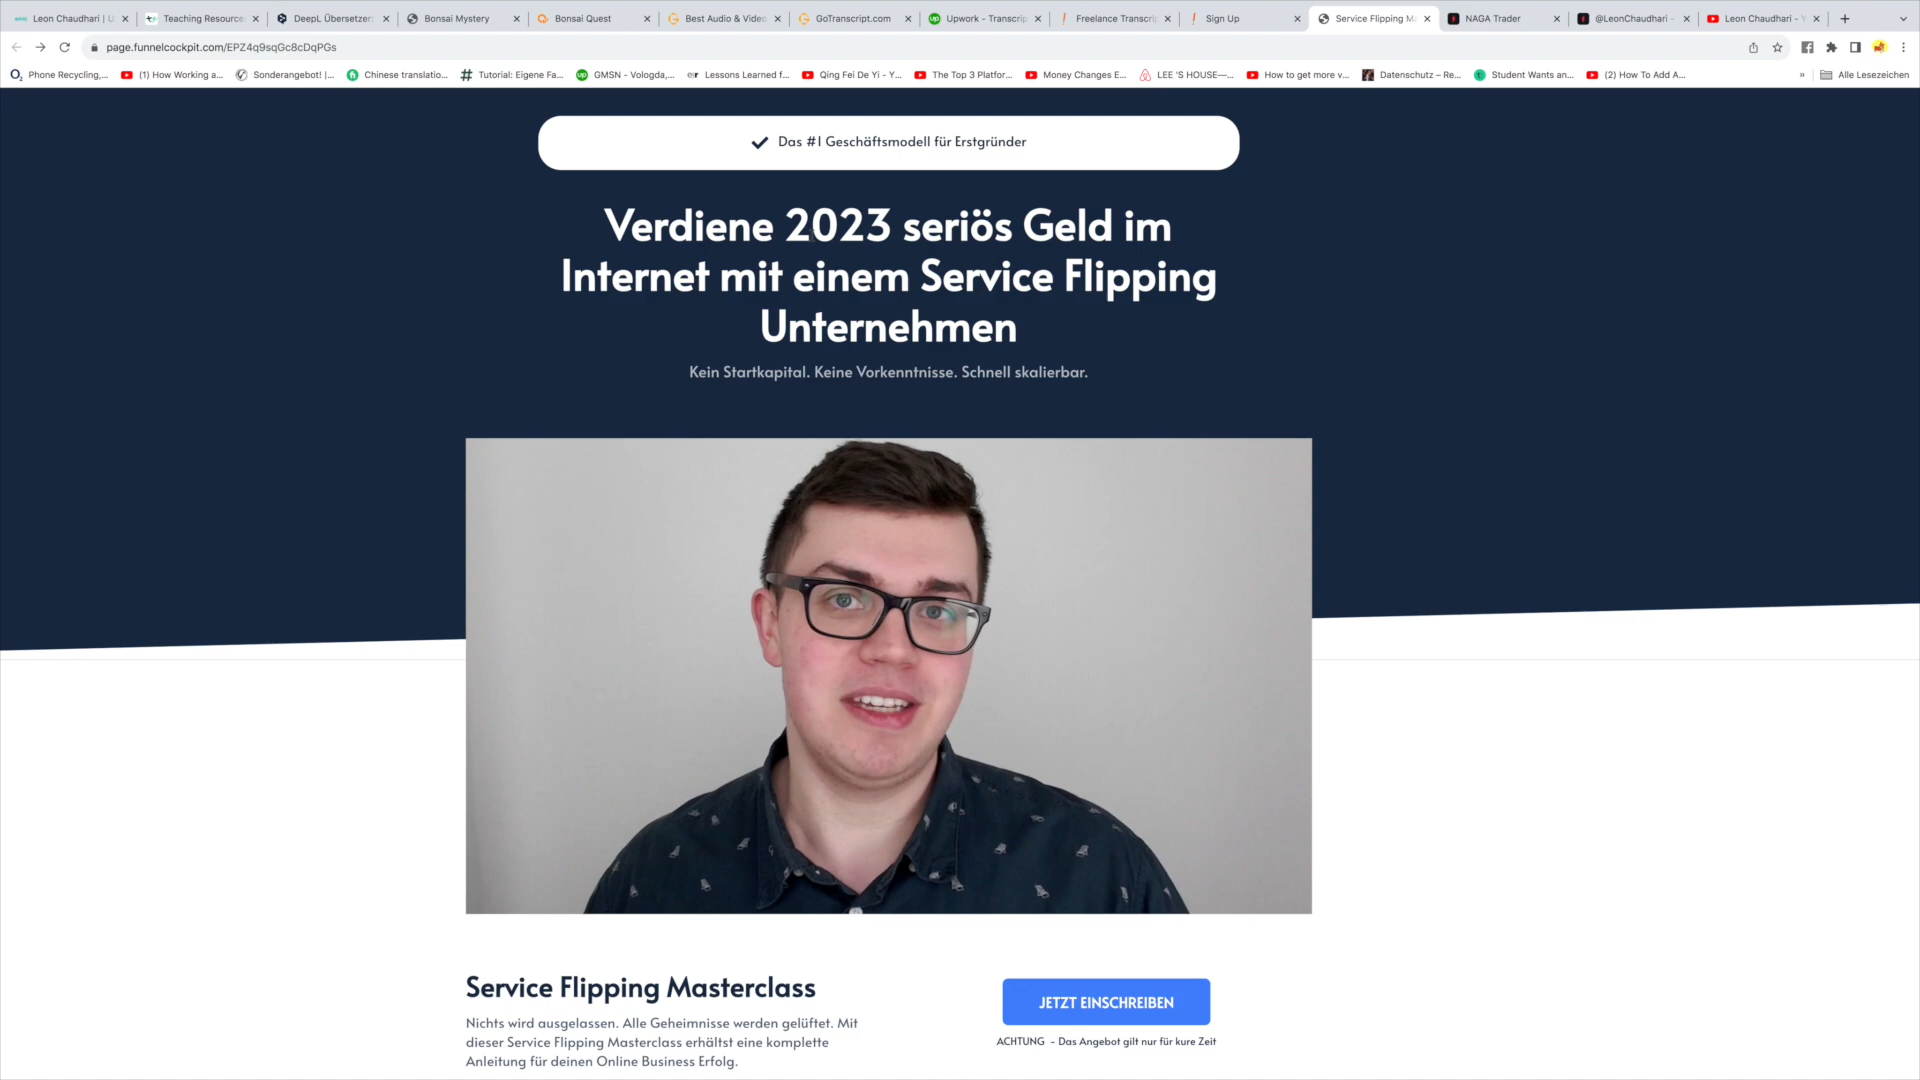 Leon Chaudhari | U
Teaching Resource
DeepL Übersetzer:
Bonsai Mystery
Bonsai Quest
Best Audio & Video
GoTranscript.com
Upwork - Transcrip
Freelance Transcrip
Sign Up
Service Flipping M
NAGA Trader
@LeonChaudhari -
Leon Chaudhari - Y
page.funnelcockpit.com/EPZ4q9sqGc8cDqPGs
Phone Recycling,...
(1) How Working a...
Sonderangebot! |...
Chinese translatio...
Tutorial: Eigene Fa...
GMSN - Vologda,...
Lessons Learned f...
Qing Fei De Yi - Y...
The Top 3 Platfor...
Money Changes E...
LEE 'S HOUSE—...
How to get more v...
Datenschutz – Re...
Student Wants an...
(2) How To Add A...
»
Alle Lesezeichen
Das #1 Geschäftsmodell für Erstgründer
Verdiene 2023 seriös Geld im
Internet mit einem Service Flipping
Unternehmen
Kein Startkapital. Keine Vorkenntnisse. Schnell skalierbar.
Service Flipping Masterclass
Nichts wird ausgelassen. Alle Geheimnisse werden gelüftet. Mit
dieser Service Flipping Masterclass erhältst eine komplette
Anleitung für deinen Online Business Erfolg.
JETZT EINSCHREIBEN
ACHTUNG - Das Angebot gilt nur für kure Zeit